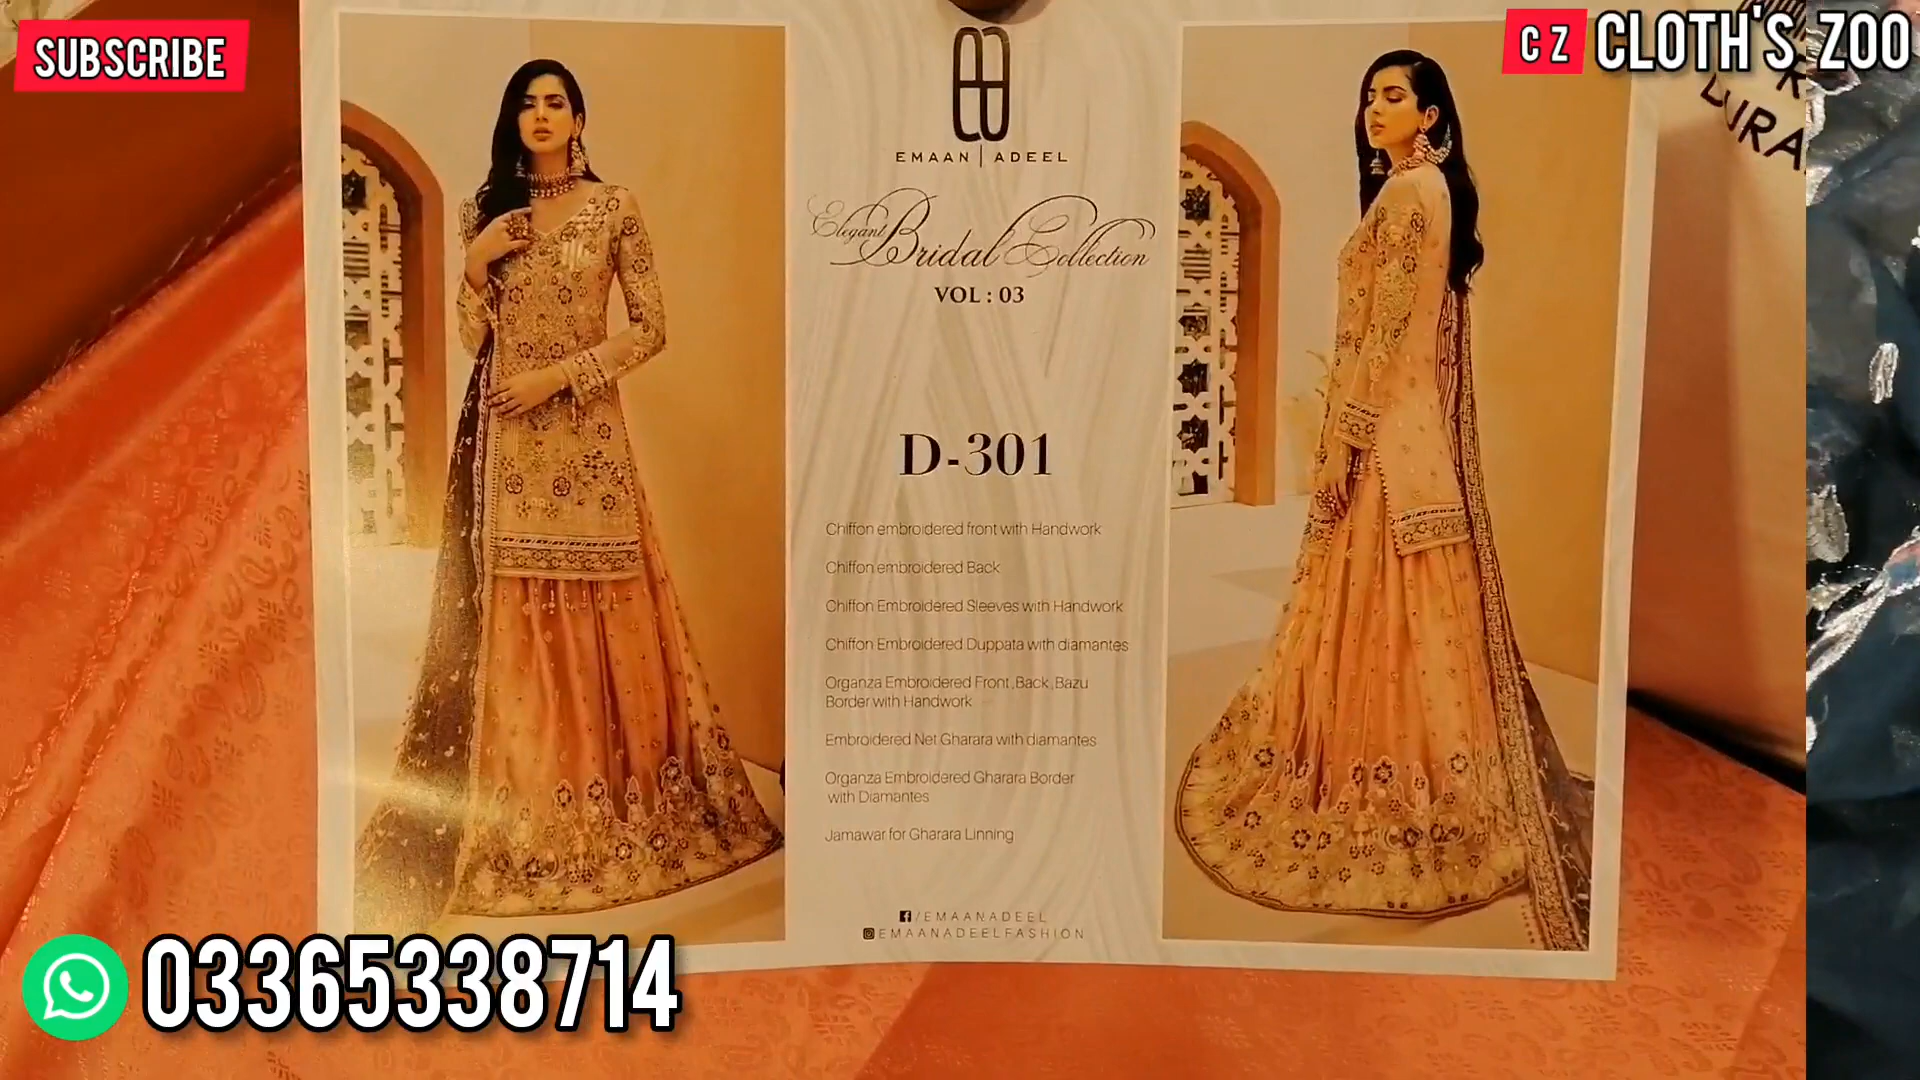 SUBSCRIBE
CZ CLOTH'S ZOO
EMAAN | ADEEL
Elegant Bridal Collection
VOL : 03
D-301
Chiffon embroidered front with Handwork
Chiffon embroidered Back
Chiffon Embroidered Sleeves with Handwork
Chiffon Embroidered Duppata with diamantes
Organza Embroidered Front,Back,Bazu
Border with Handwork
Embroidered Net Gharara with diamantes
Organza Embroidered Gharara Border
with Diamantes
Jamawar for Gharara Linning
/EMAANADEEL
EMAANADEELFASHION
03365338714